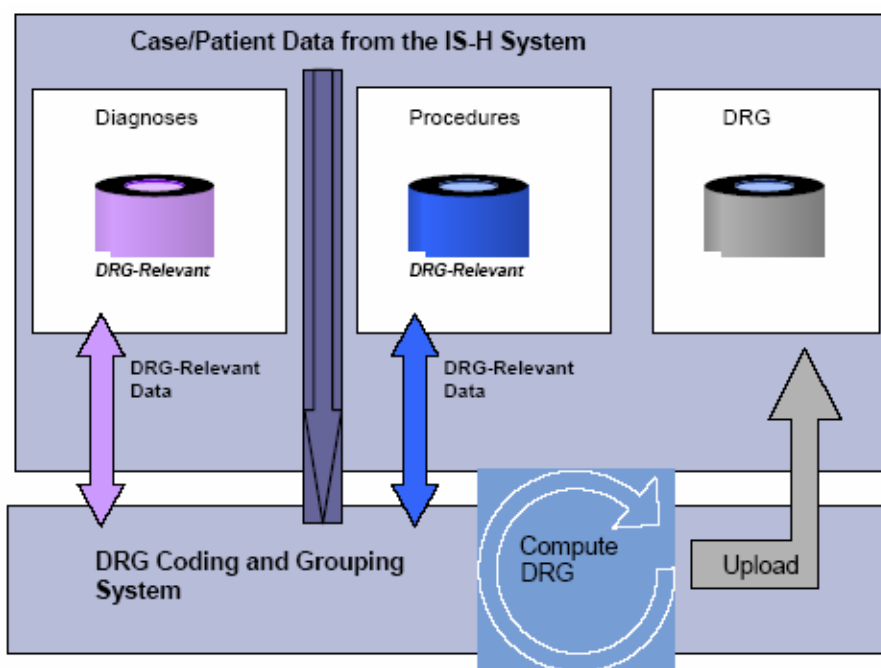 Case/Patient Data from the IS-H System
Diagnoses
Procedures
DRG
DRG-Relevant
DRG-Relevant
DRG-Relevant
Data
DRG-Relevant
Data
DRG Coding and Grouping
System
Compute
DRG
Upload